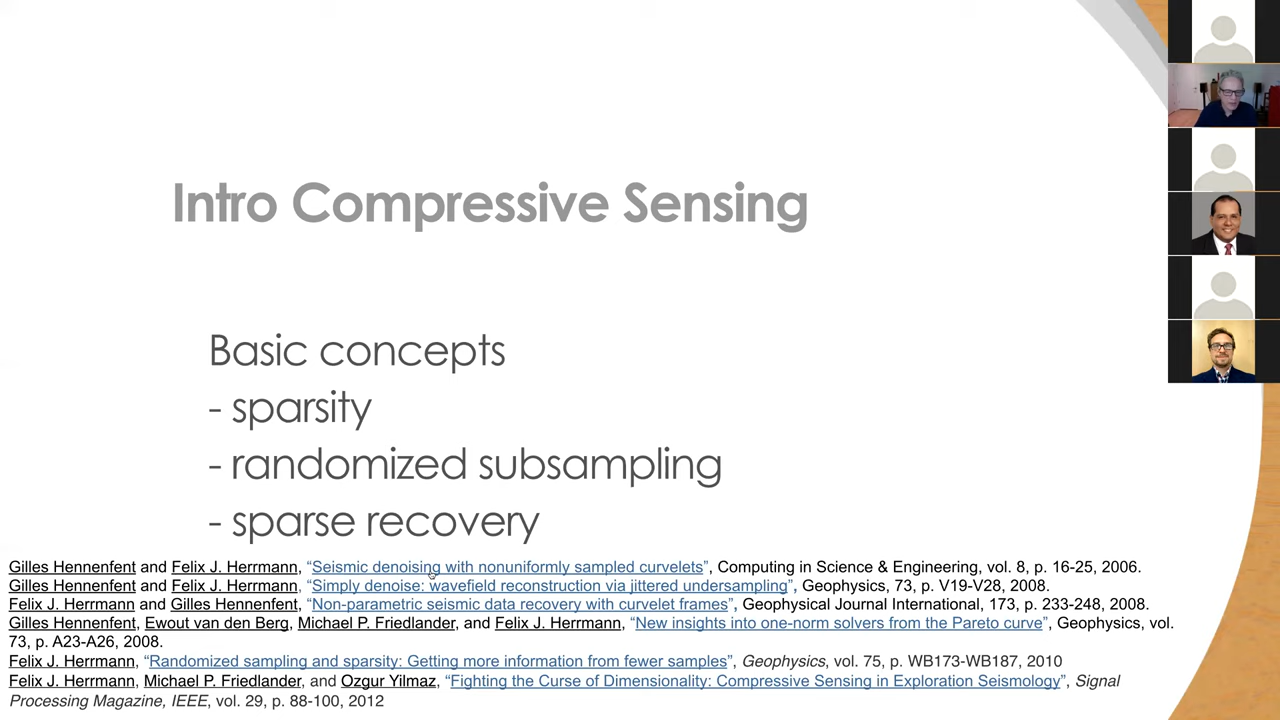 Intro Compressive Sensing
Basic concepts
- sparsity
- randomized subsampling
- sparse recovery
Gilles Hennenfent and Felix J. Herrmann, “Seismic denoising with nonuniformly sampled curvelets”, Computing in Science & Engineering, vol. 8, p. 16-25, 2006.
Gilles Hennenfent and Felix J. Herrmann, “Simply denoise: wavefield reconstruction via jittered undersampling”, Geophysics, 73, p. V19-V28, 2008.
Felix J. Herrmann and Gilles Hennenfent, “Non-parametric seismic data recovery with curvelet frames”, Geophysical Journal International, 173, p. 233-248, 2008.
Gilles Hennenfent, Ewout van den Berg, Michael P. Friedlander, and Felix J. Herrmann, “New insights into one-norm solvers from the Pareto curve”, Geophysics, vol.
73, p. A23-A26, 2008.
Felix J. Herrmann, “Randomized sampling and sparsity: Getting more information from fewer samples”, Geophysics, vol. 75, p. WB173-WB187, 2010
Felix J. Herrmann, Michael P. Friedlander, and Ozgur Yilmaz, “Fighting the Curse of Dimensionality: Compressive Sensing in Exploration Seismology”, Signal
Processing Magazine, IEEE, vol. 29, p. 88-100, 2012